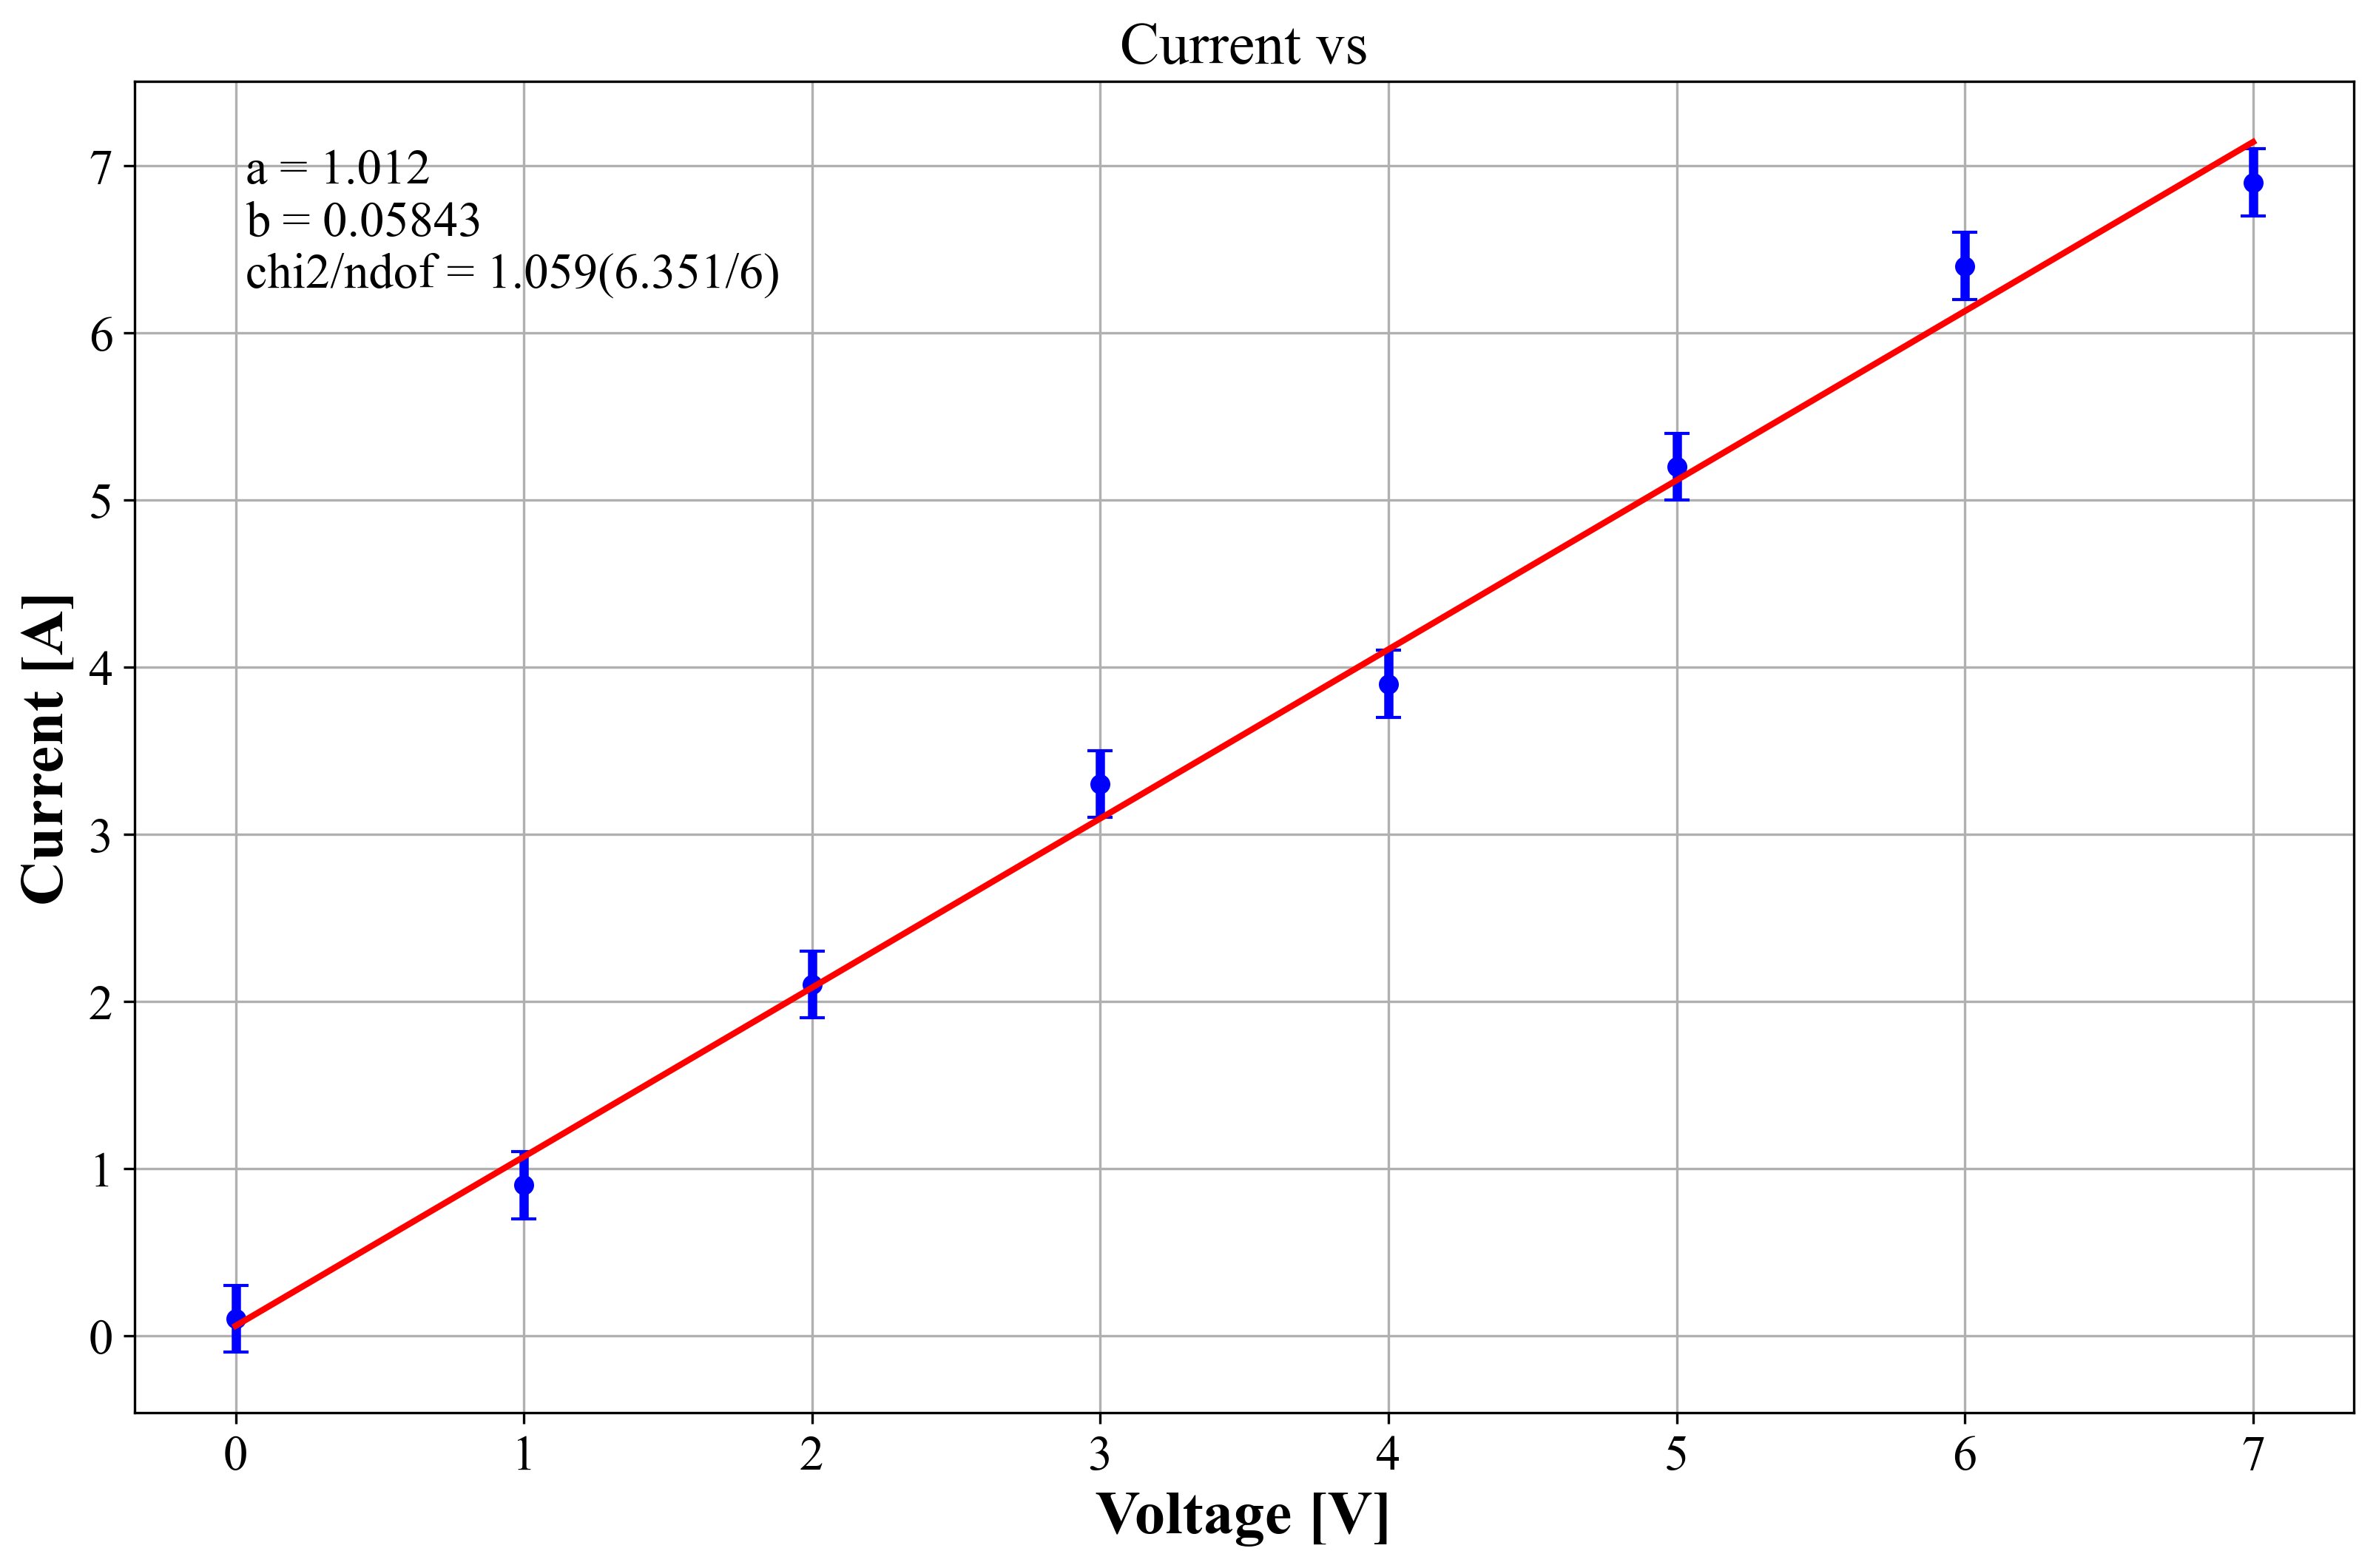 Current vs
a = 1.012
b = 0.05843
chi2/ndof = 1.059(6.351/6)
7
6
5
4
3
2
1
0
Current [A]
0 1 2 3 4 5 6 7
Voltage [V]